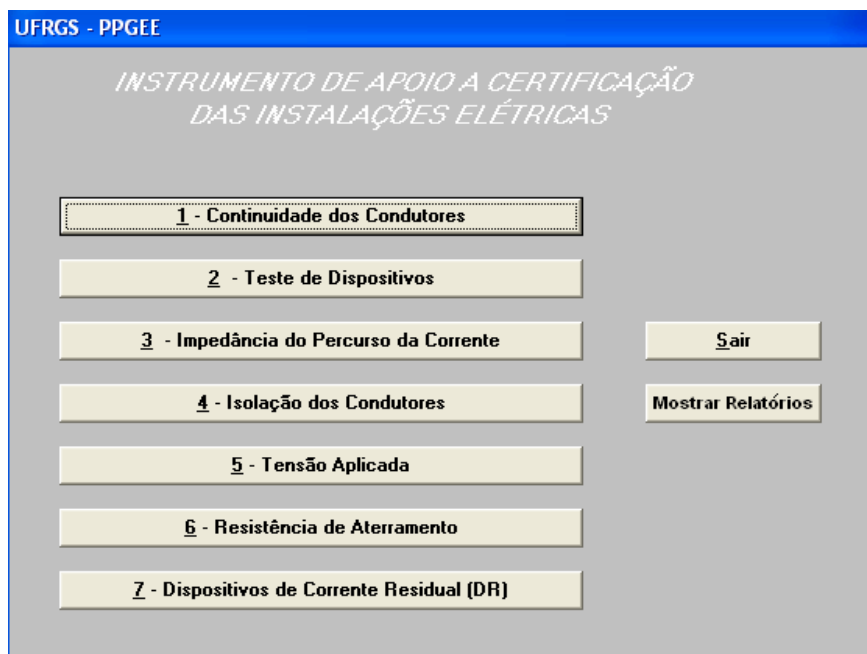 UFRGS - PPGEE
INSTRUMENTO DE APOIO A CERTIFICAÇÃO
DAS INSTALAÇÕES ELÉTRICAS
1 - Continuidade dos Condutores
2 - Teste de Dispositivos
3 - Impedância do Percurso da Corrente
Sair
4 - Isolação dos Condutores
Mostrar Relatórios
5 - Tensão Aplicada
6 - Resistência de Aterramento
7 - Dispositivos de Corrente Residual (DR)